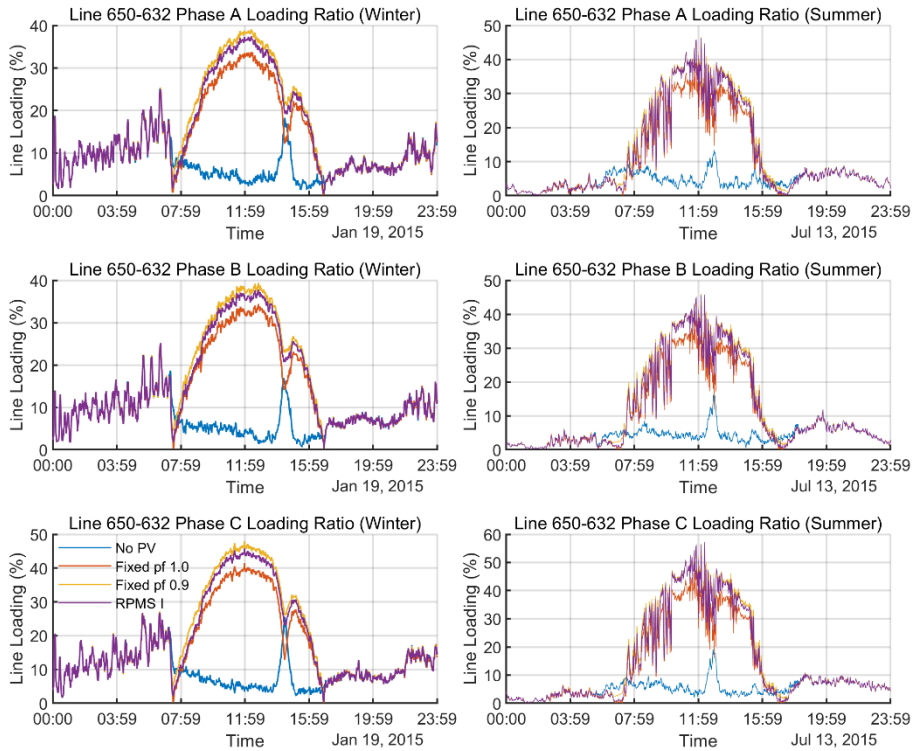 Line 650-632 Phase A Loading Ratio (Winter)
Line Loading (%)
40
30
20
10
0
00:00 03:59 07:59 11:59 15:59 19:59 23:59
Time
Jan 19, 2015
Line 650-632 Phase A Loading Ratio (Summer)
Line Loading (%)
50
40
30
20
10
0
00:00 03:59 07:59 11:59 15:59 19:59 23:59
Time
Jul 13, 2015
Line 650-632 Phase B Loading Ratio (Winter)
Line Loading (%)
40
30
20
10
0
00:00 03:59 07:59 11:59 15:59 19:59 23:59
Time
Jan 19, 2015
Line 650-632 Phase B Loading Ratio (Summer)
Line Loading (%)
50
40
30
20
10
0
00:00 03:59 07:59 11:59 15:59 19:59 23:59
Time
Jul 13, 2015
Line 650-632 Phase C Loading Ratio (Winter)
Line Loading (%)
50
40
30
20
10
0
No PV
Fixed pf 1.0
Fixed pf 0.9
RPMS I
00:00 03:59 07:59 11:59 15:59 19:59 23:59
Time
Jan 19, 2015
Line 650-632 Phase C Loading Ratio (Summer)
Line Loading (%)
60
50
40
30
20
10
0
00:00 03:59 07:59 11:59 15:59 19:59 23:59
Time
Jul 13, 2015